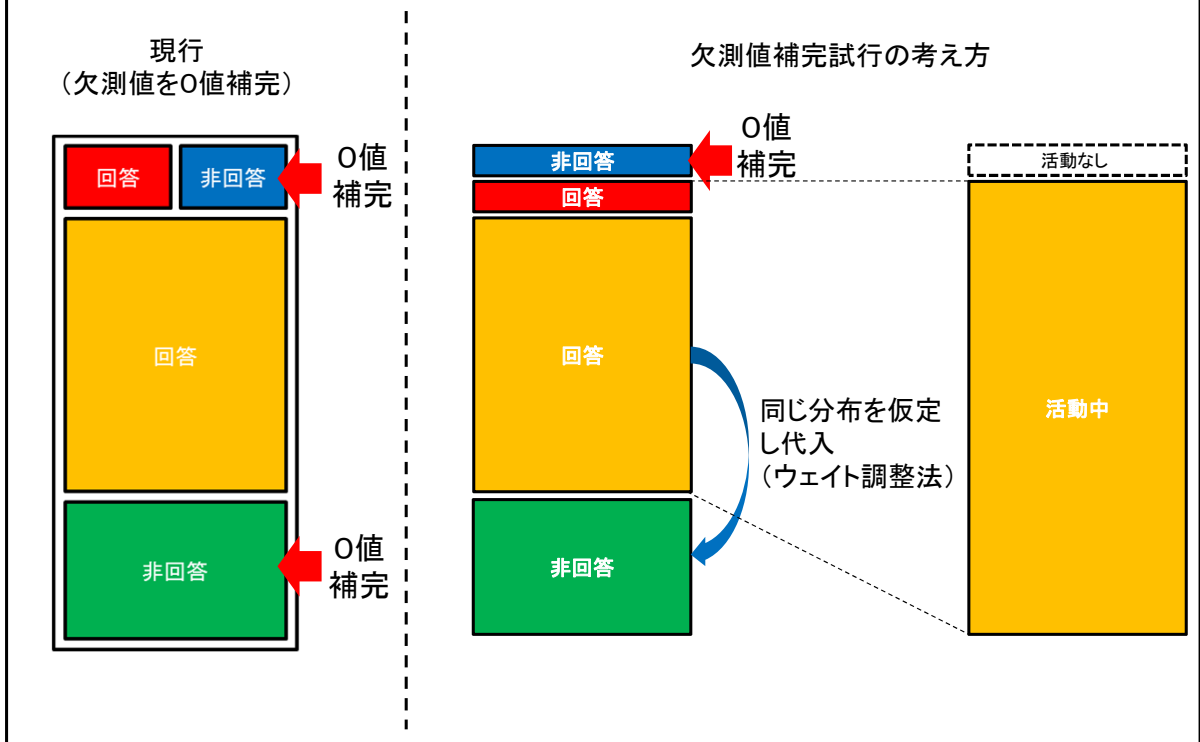 現行
（欠測値を0値補完）
回答
非回答
0値
補完
回答
非回答
0値
補完
欠測値補完試行の考え方
非回答
0値
補完
回答
回答
同じ分布を仮定
し代入
（ウェイト調整法）
非回答
活動なし
活動中